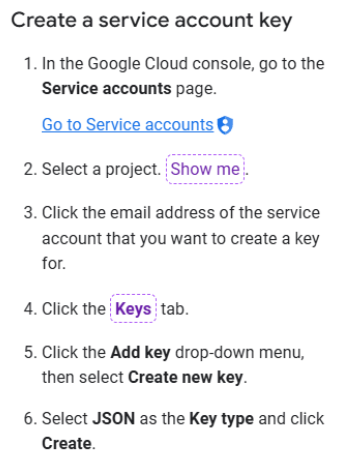 Create a service account key
1. In the Google Cloud console, go to the
Service accounts page.
Go to Service accounts
2. Select a project. Show me.
3. Click the email address of the service
account that you want to create a key
for.
4. Click the Keys tab.
5. Click the Add key drop-down menu,
then select Create new key.
6. Select JSON as the Key type and click
Create.